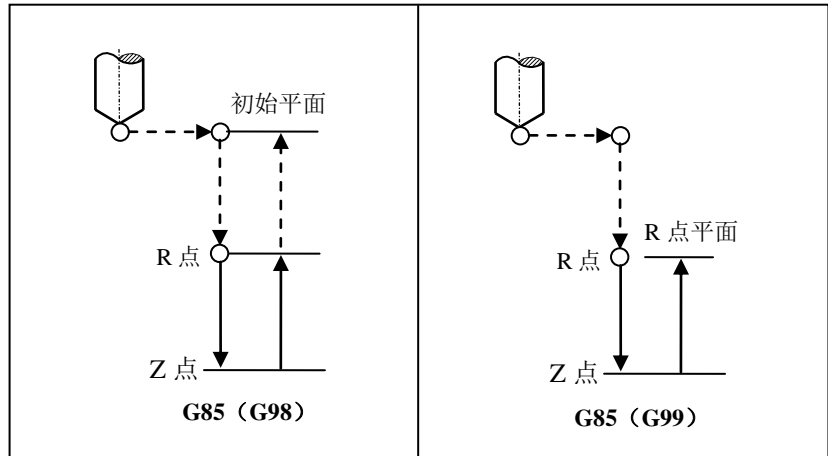 初始平面
R 点
Z 点
G85（G98）
R 点平面
R 点
Z 点
G85（G99）